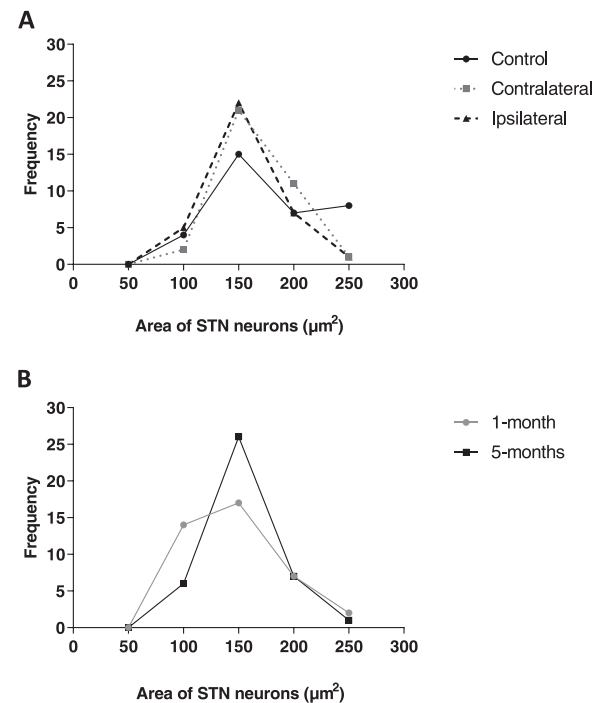 A
30
25
20
15
10
5
0
Frequency
0 50 100 150 200 250 300
Area of STN neurons (µm²)
Control
Contralateral
Ipsilateral
B
30
25
20
15
10
5
0
Frequency
0 50 100 150 200 250 300
Area of STN neurons (µm²)
1-month
5-months